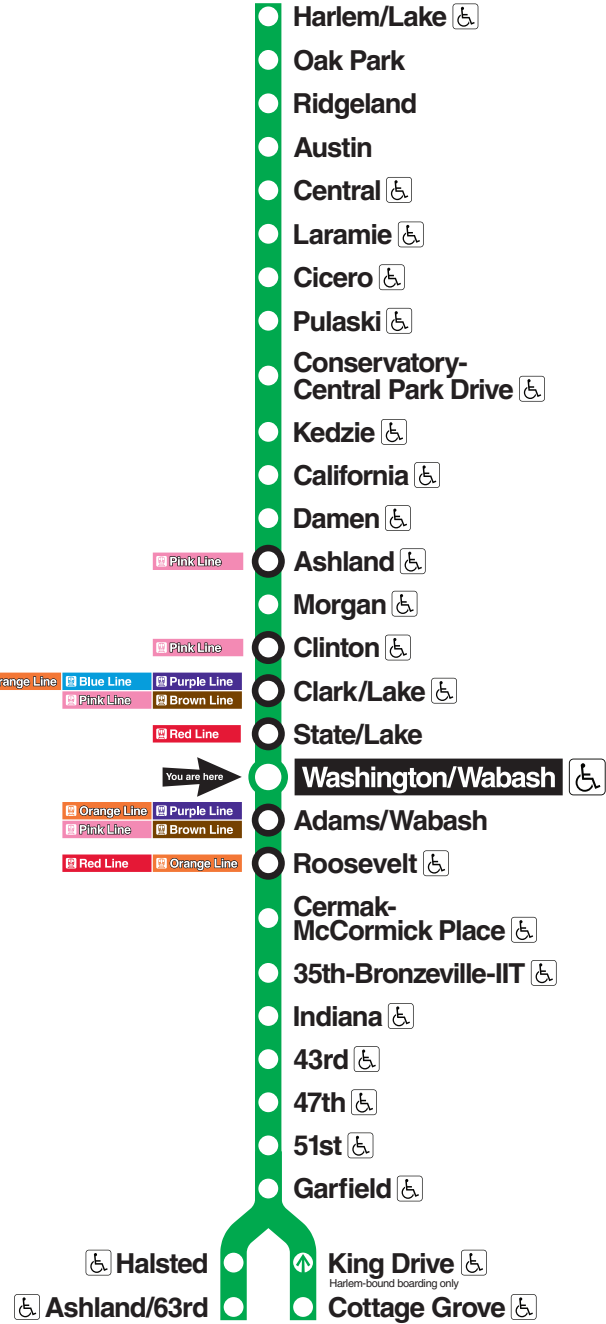 Harlem/Lake
Oak Park
Ridgeland
Austin
Central
Laramie
Cicero
Pulaski
Conservatory-
Central Park Drive
Kedzie
California
Damen
Pink Line Ashland
Morgan
Pink Line Clinton
range Line Blue Line Purple Line
Pink Line Brown Line
Clark/Lake
Red Line State/Lake
You are here Washington/Wabash
Orange Line Purple Line
Pink Line Brown Line
Adams/Wabash
Red Line Orange Line Roosevelt
Cermak-
McCormick Place
35th-Bronzeville-IIT
Indiana
43rd
47th
51st
Garfield
Halsted King Drive
Harlem-bound boarding only
Ashland/63rd Cottage Grove